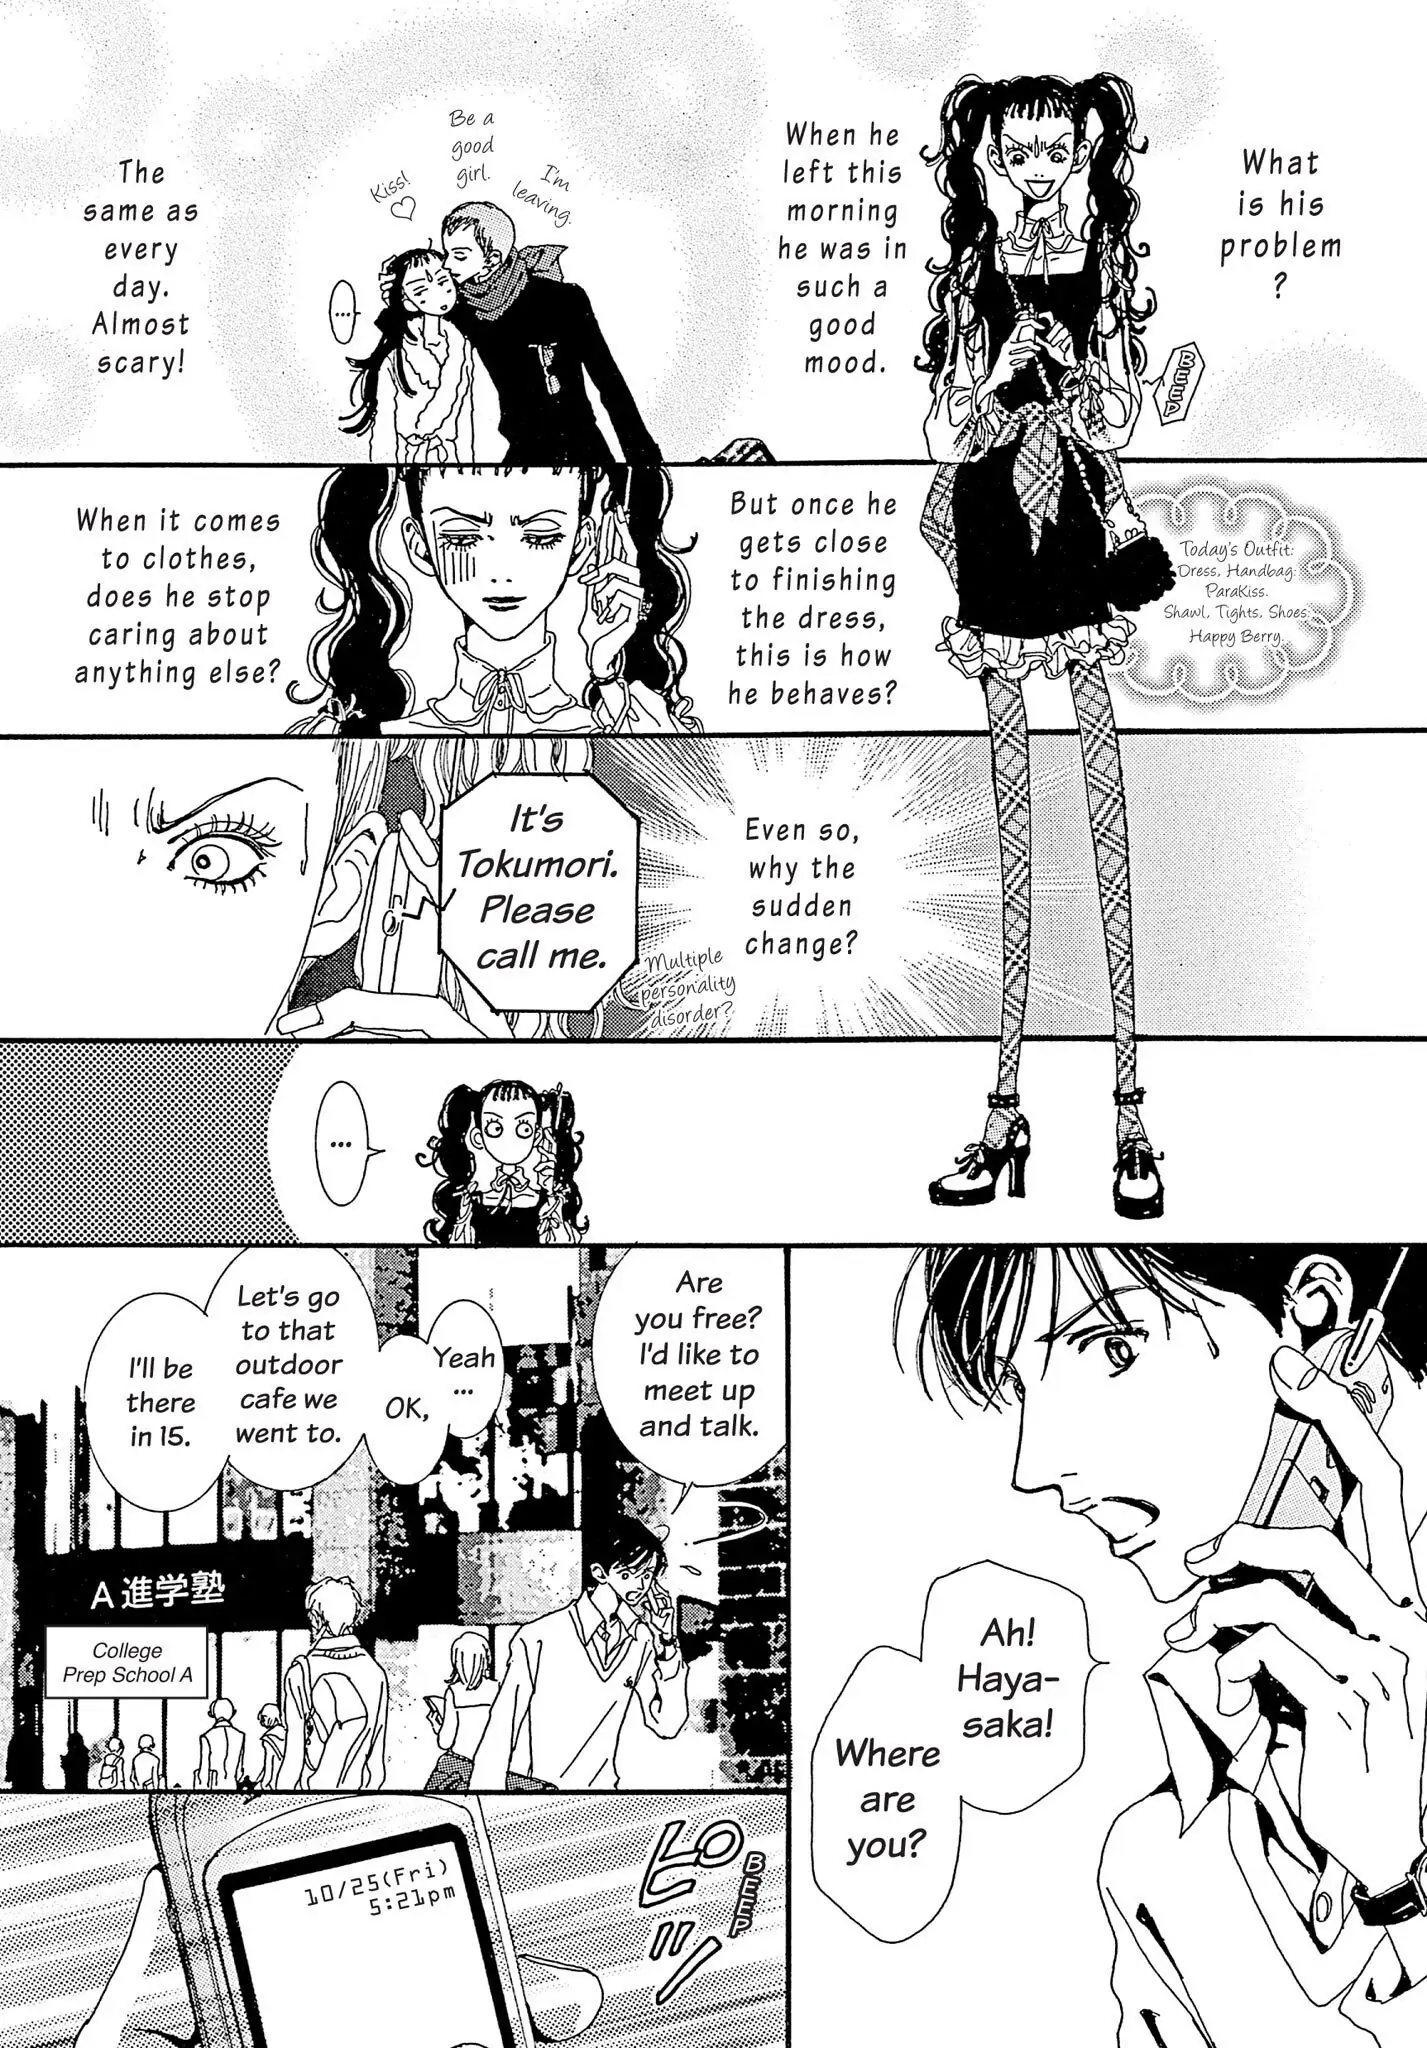 What
is his
problem
?
BEEP
When he
left this
morning
he was in
such a
good
mood.
I'm
leaving.
Be a
good
girl.
Kiss!
♡
...
The
same as
every
day.
Almost
scary!
Today's Outfit:
Dress, Handbag:
ParaKiss.
Shawl, Tights, Shoes:
Happy Berry.
But once he
gets close
to finishing
the dress,
this is how
he behaves?
When it comes
to clothes,
does he stop
caring about
anything else?
Even so,
why the
sudden
change?
Multiple
personality
disorder?
It's
Tokumori.
Please
call me.
...
Ah!
Haya-
saka!
Where
are
you?
Are
you free?
I'd like to
meet up
and talk.
Yeah
...
OK,
Let's go
to that
outdoor
cafe we
went to.
I'll be
there
in 15.
A進学塾
College
Prep School A
ピピッ
BEEP
10/25(Fri)
5:21pm